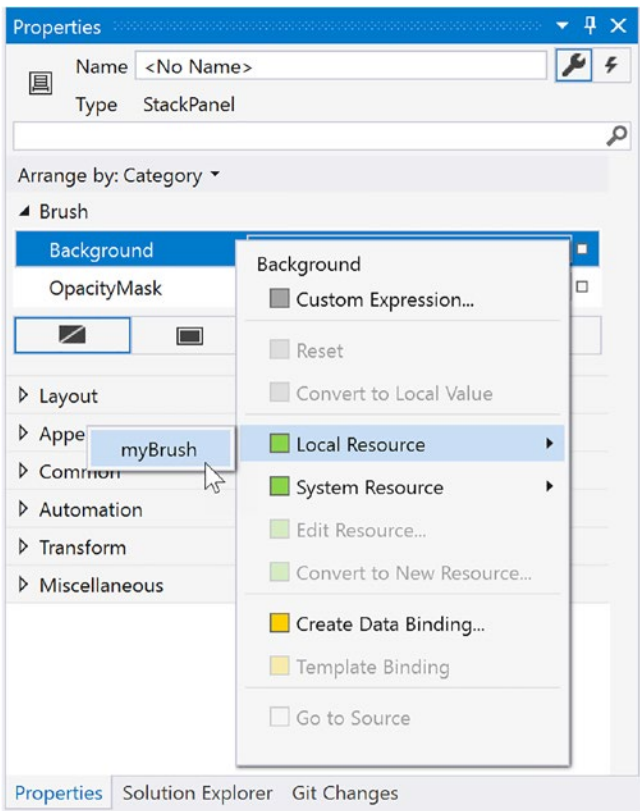 Properties
Name <No Name>
Type StackPanel
Arrange by: Category
Brush
Background
OpacityMask
Background
Custom Expression...
Reset
Convert to Local Value
Local Resource
myBrush
System Resource
Edit Resource...
Convert to New Resource...
Create Data Binding...
Template Binding
Go to Source
Layout
Appe
Common
Automation
Transform
Miscellaneous
Properties Solution Explorer Git Changes